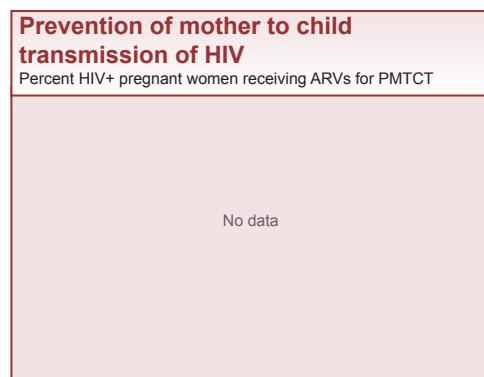 Prevention of mother to child
transmission of HIV
Percent HIV+ pregnant women receiving ARVs for PMTCT
No data